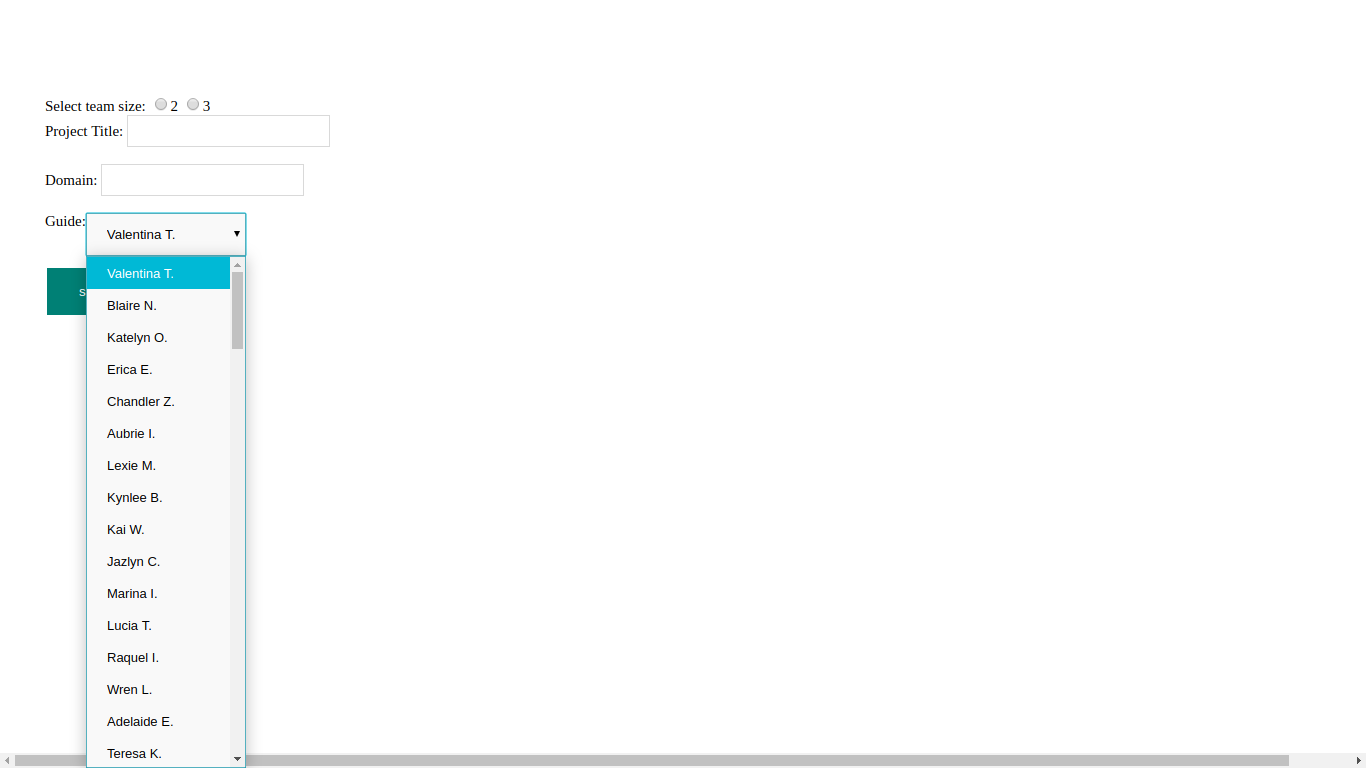 Select team size: 2 3
Project Title:
Domain:
Guide: Valentina T.
Valentina T.
Blaire N.
Katelyn O.
Erica E.
Chandler Z.
Aubrie I.
Lexie M.
Kynlee B.
Kai W.
Jazlyn C.
Marina I.
Lucia T.
Raquel I.
Wren L.
Adelaide E.
Teresa K.